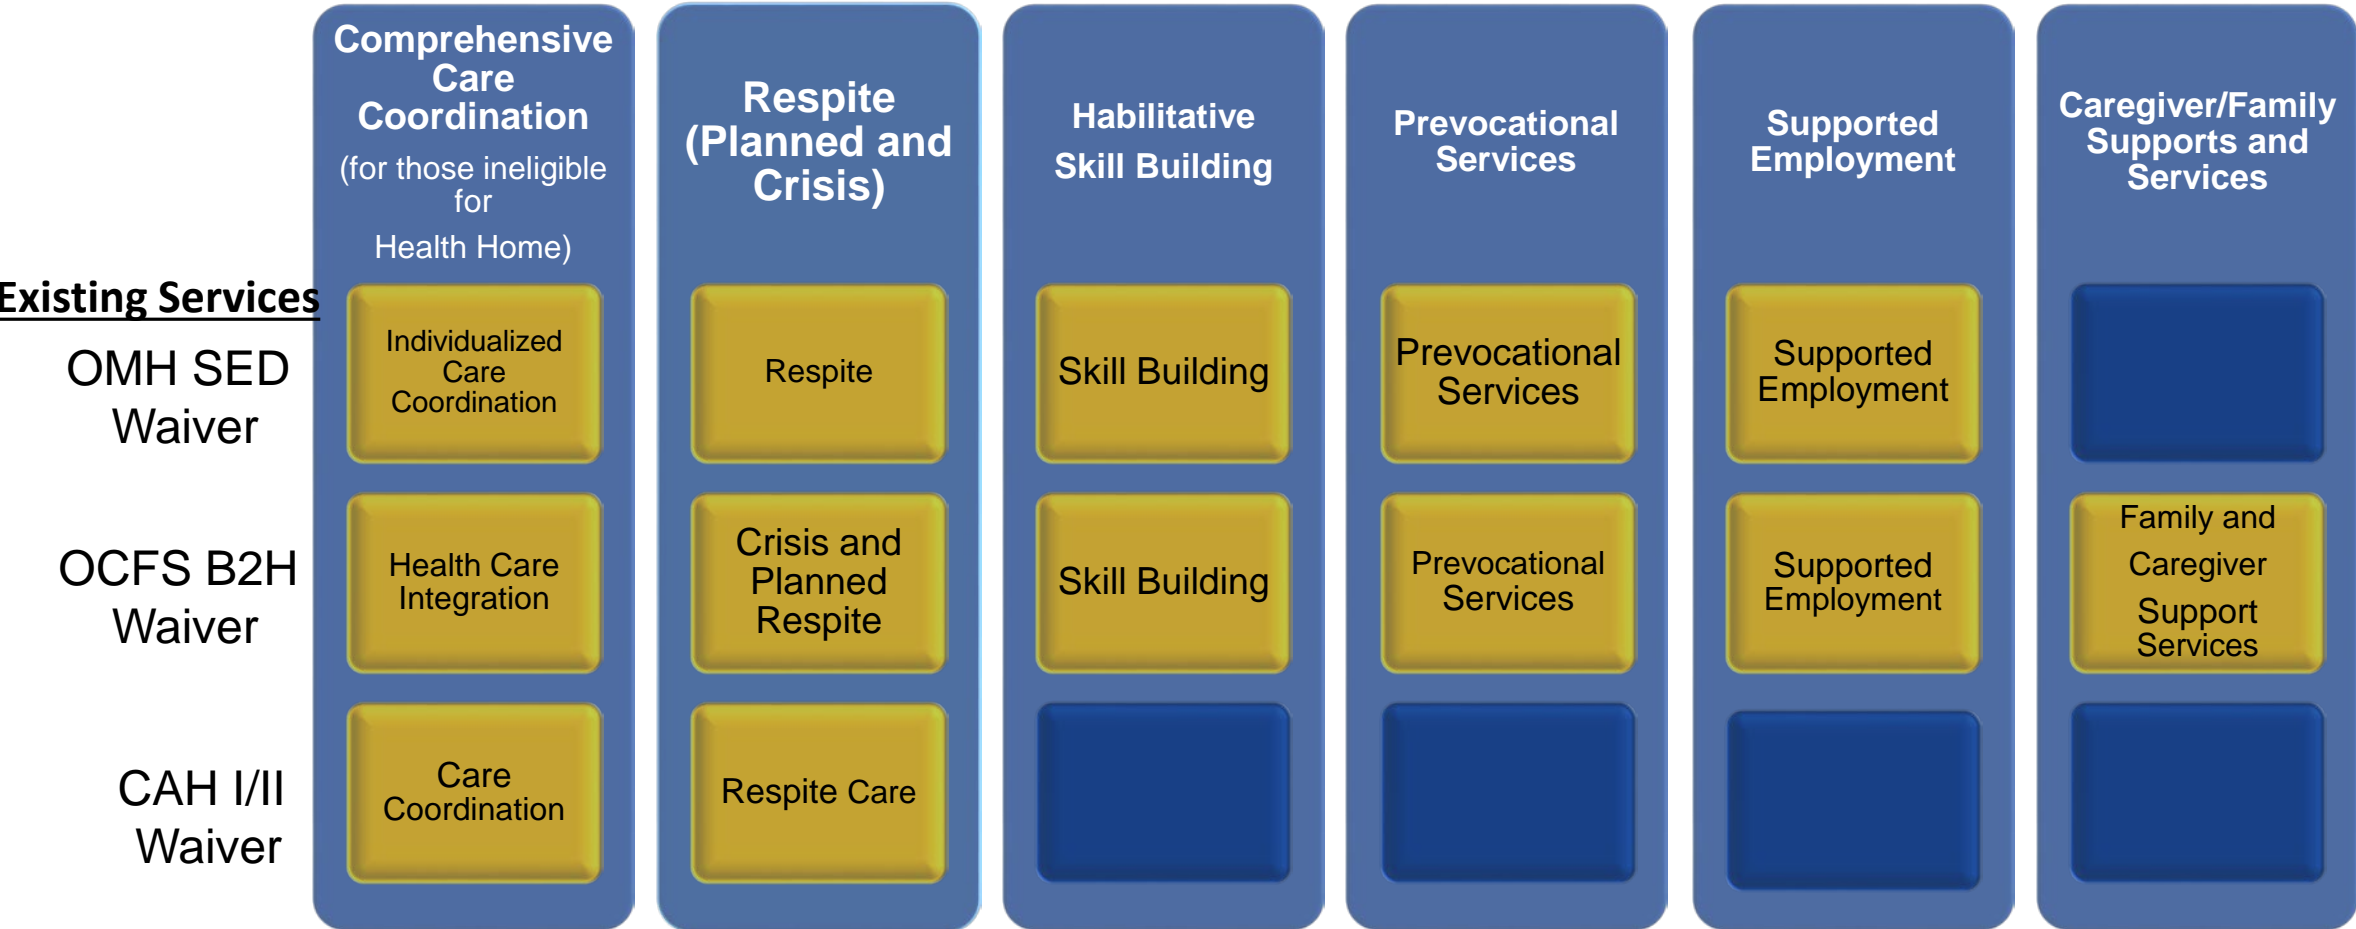 Comprehensive
Care
Coordination
(for those ineligible
for
Health Home)
Respite
(Planned and
Crisis)
Habilitative
Skill Building
Prevocational
Services
Supported
Employment
Caregiver/Family
Supports and
Services
Existing Services
OMH SED
Waiver
Individualized
Care
Coordination
Respite
Skill Building
Prevocational
Services
Supported
Employment
OCFS B2H
Waiver
Health Care
Integration
Crisis and
Planned
Respite
Skill Building
Prevocational
Services
Supported
Employment
Family and
Caregiver
Support
Services
CAH I/II
Waiver
Care
Coordination
Respite Care